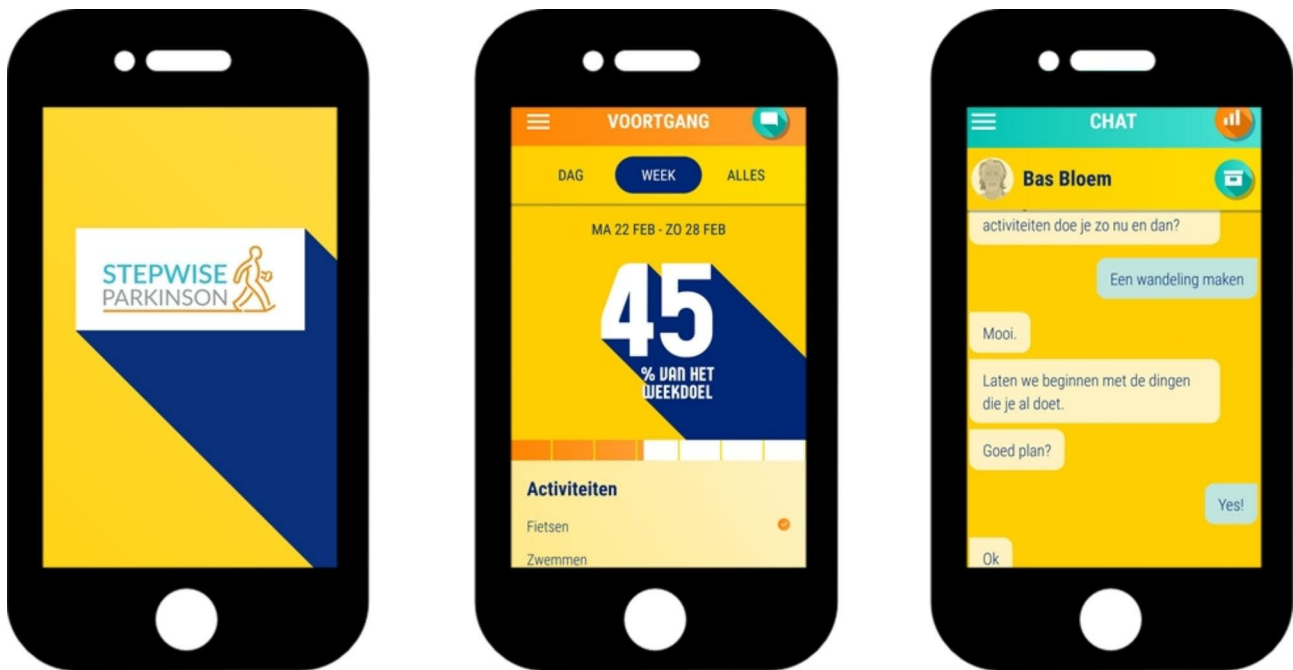 STEPWISE
PARKINSON
VOORTGANG
DAG WEEK ALLES
MA 22 FEB - ZO 28 FEB
45
% VAN HET
WEEKDOEL
Activiteiten
Fietsen
Zwemmen
CHAT
Bas Bloem
activiteiten doe je zo nu en dan?
Een wandeling maken
Mooi.
Laten we beginnen met de dingen
die je al doet.
Goed plan?
Yes!
Ok